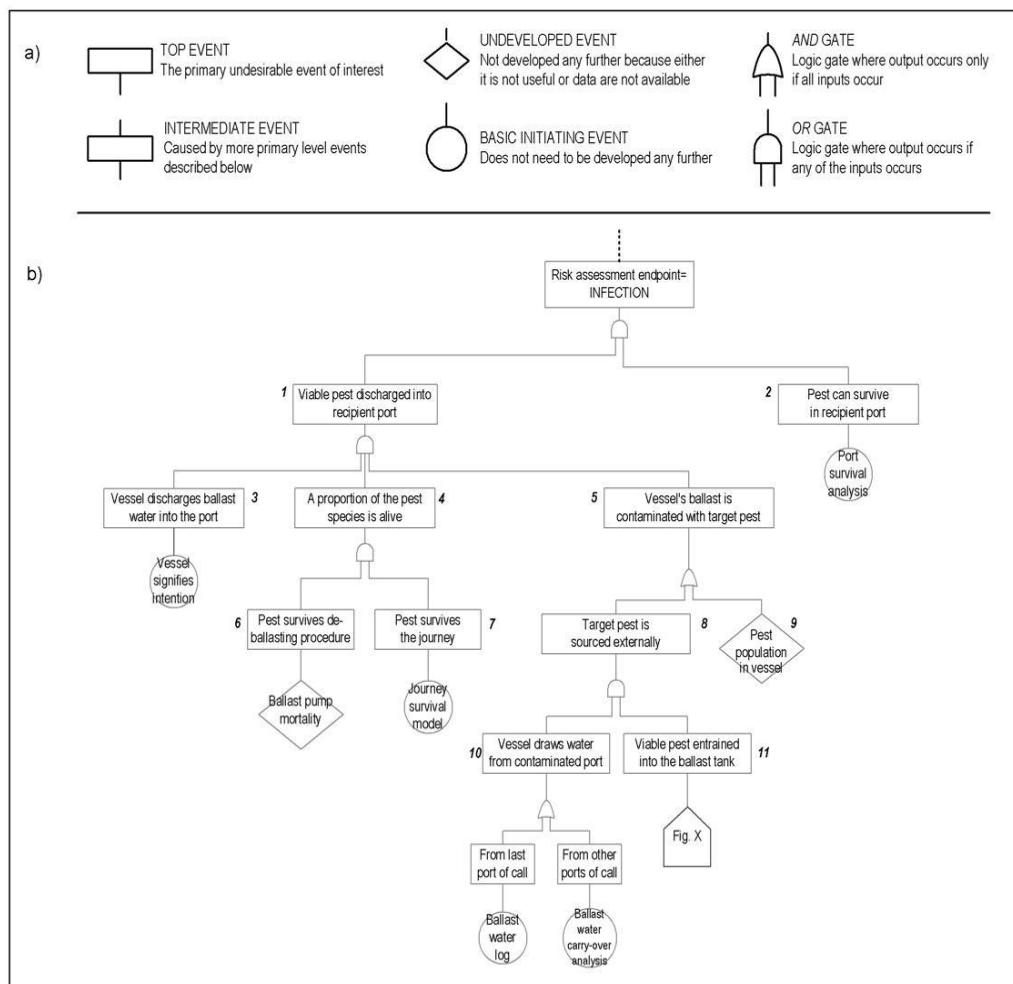 a)
TOP EVENT
The primary undesirable event of interest
INTERMEDIATE EVENT
Caused by more primary level events
described below
UNDEVELOPED EVENT
Not developed any further because either
it is not useful or data are not available
BASIC INITIATING EVENT
Does not need to be developed any further
AND GATE
Logic gate where output occurs only
if all inputs occur
OR GATE
Logic gate where output occurs if
any of the inputs occurs
b)
Risk assessment endpoint=
INFECTION
1
Viable pest discharged into
recipient port
2
Pest can survive
in recipient port
Port
survival
analysis
Vessel discharges ballast
water into the port
3
A proportion of the pest
species is alive
4
5
Vessel's ballast is
contaminated with target pest
Vessel
signifies
intention
6
Pest survives de-
ballasting procedure
Pest survives
the journey
7
Target pest is
sourced externally
8
9
Pest
population
in vessel
Ballast pump
mortality
Journey
survival
model
10
Vessel draws water
from contaminated port
Viable pest entrained
into the ballast tank
11
Fig. X
From last
port of call
From other
ports of call
Ballast
water
log
Ballast
water
carry-over
analysis